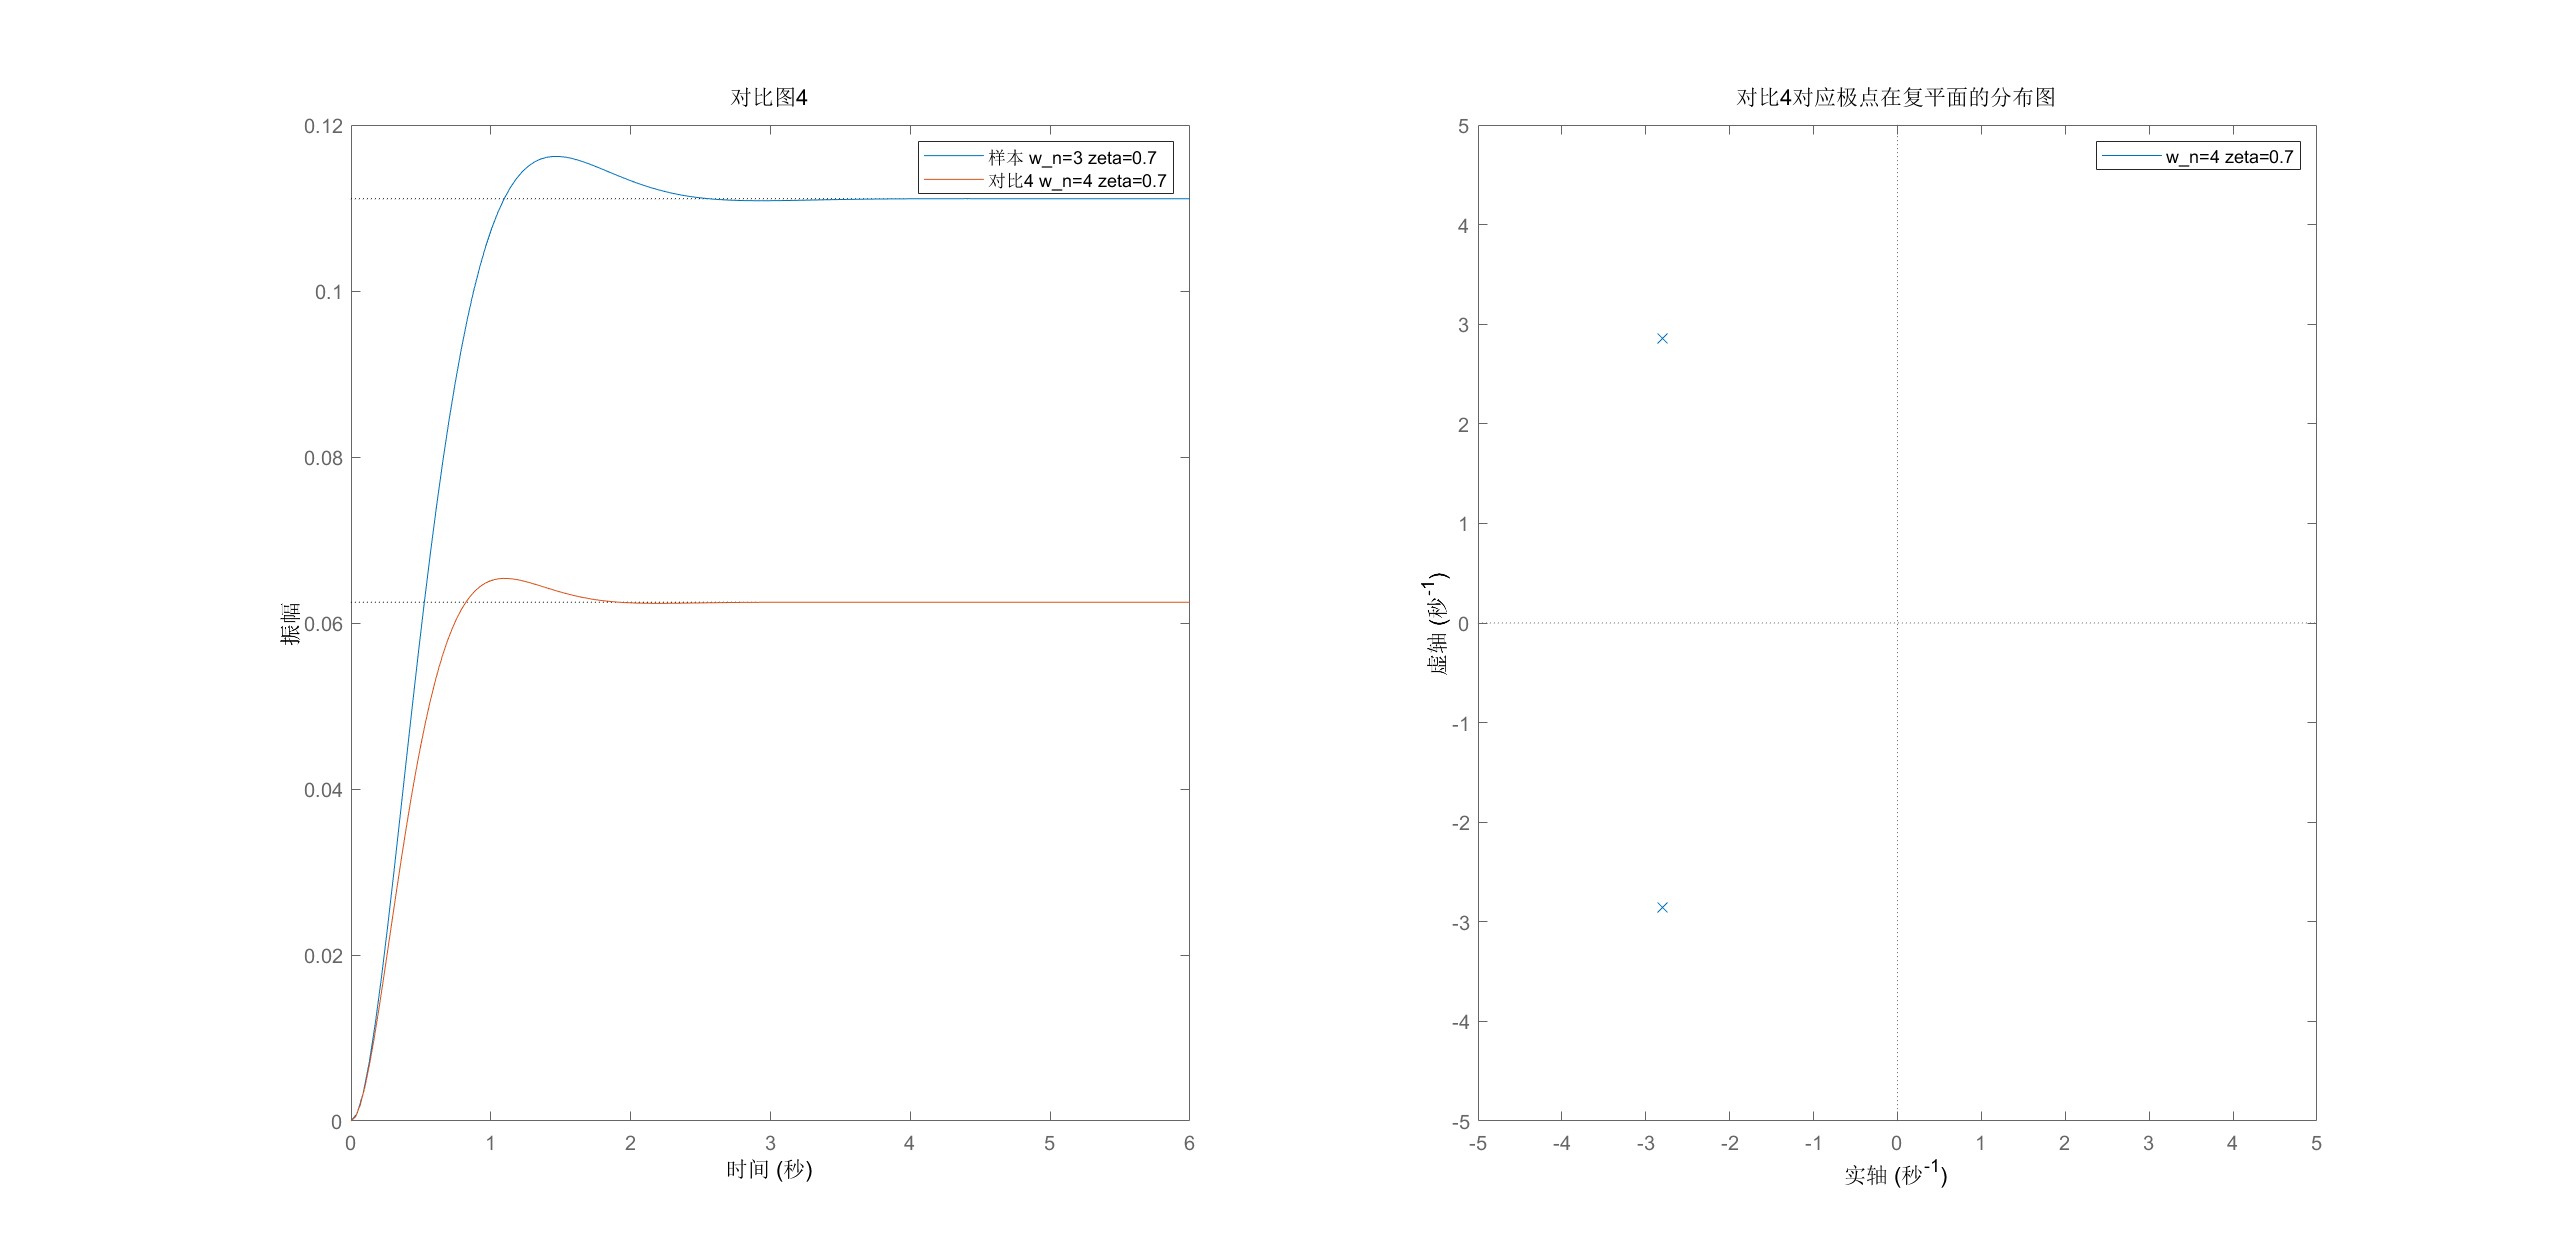 对比图4
0.12
0.1
0.08
0.06
0.04
0.02
0
振幅
样本 w_n=3 zeta=0.7
对比4 w_n=4 zeta=0.7
0 1 2 3 4 5 6
时间 (秒)
对比4对应极点在复平面的分布图
5
4
3
2
1
0
-1
-2
-3
-4
-5
虚轴 (秒-1)
w_n=4 zeta=0.7
-5 -4 -3 -2 -1 0 1 2 3 4 5
实轴 (秒-1)